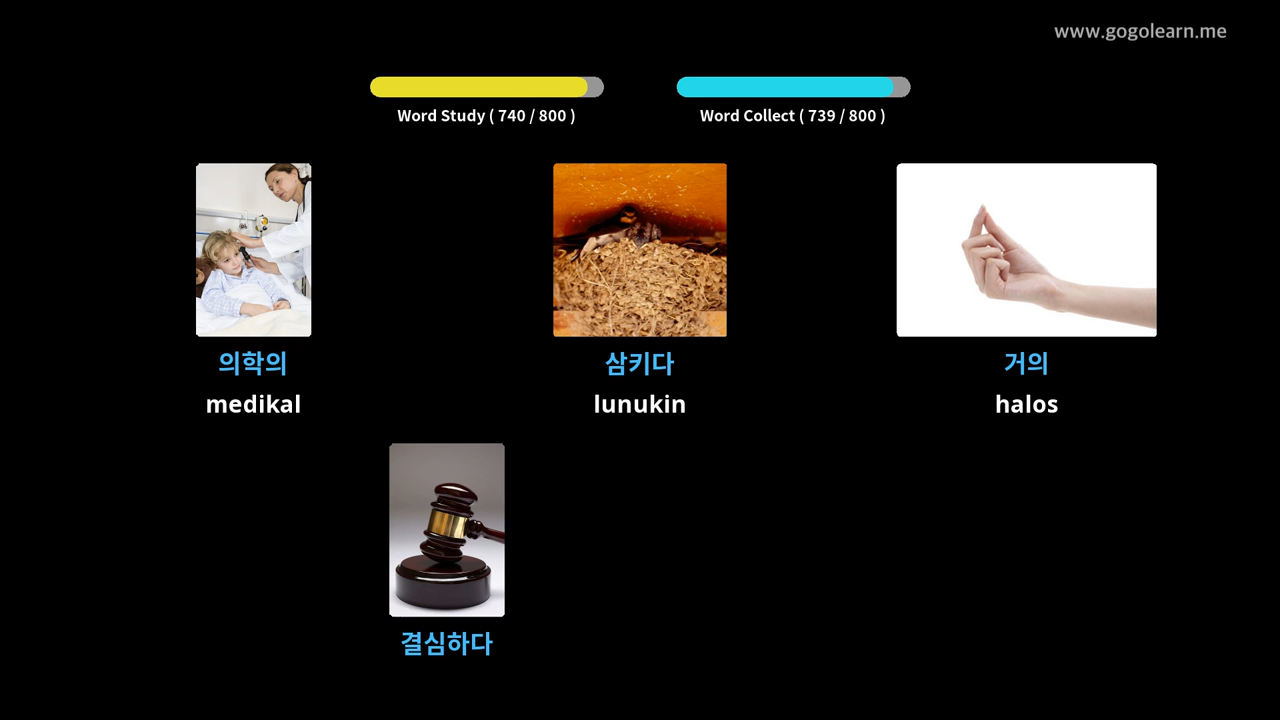 www.gogolearn.me
Word Study ( 740 / 800 )
Word Collect ( 739 / 800 )
의학의
medikal
삼키다
lunukin
거의
halos
결심하다